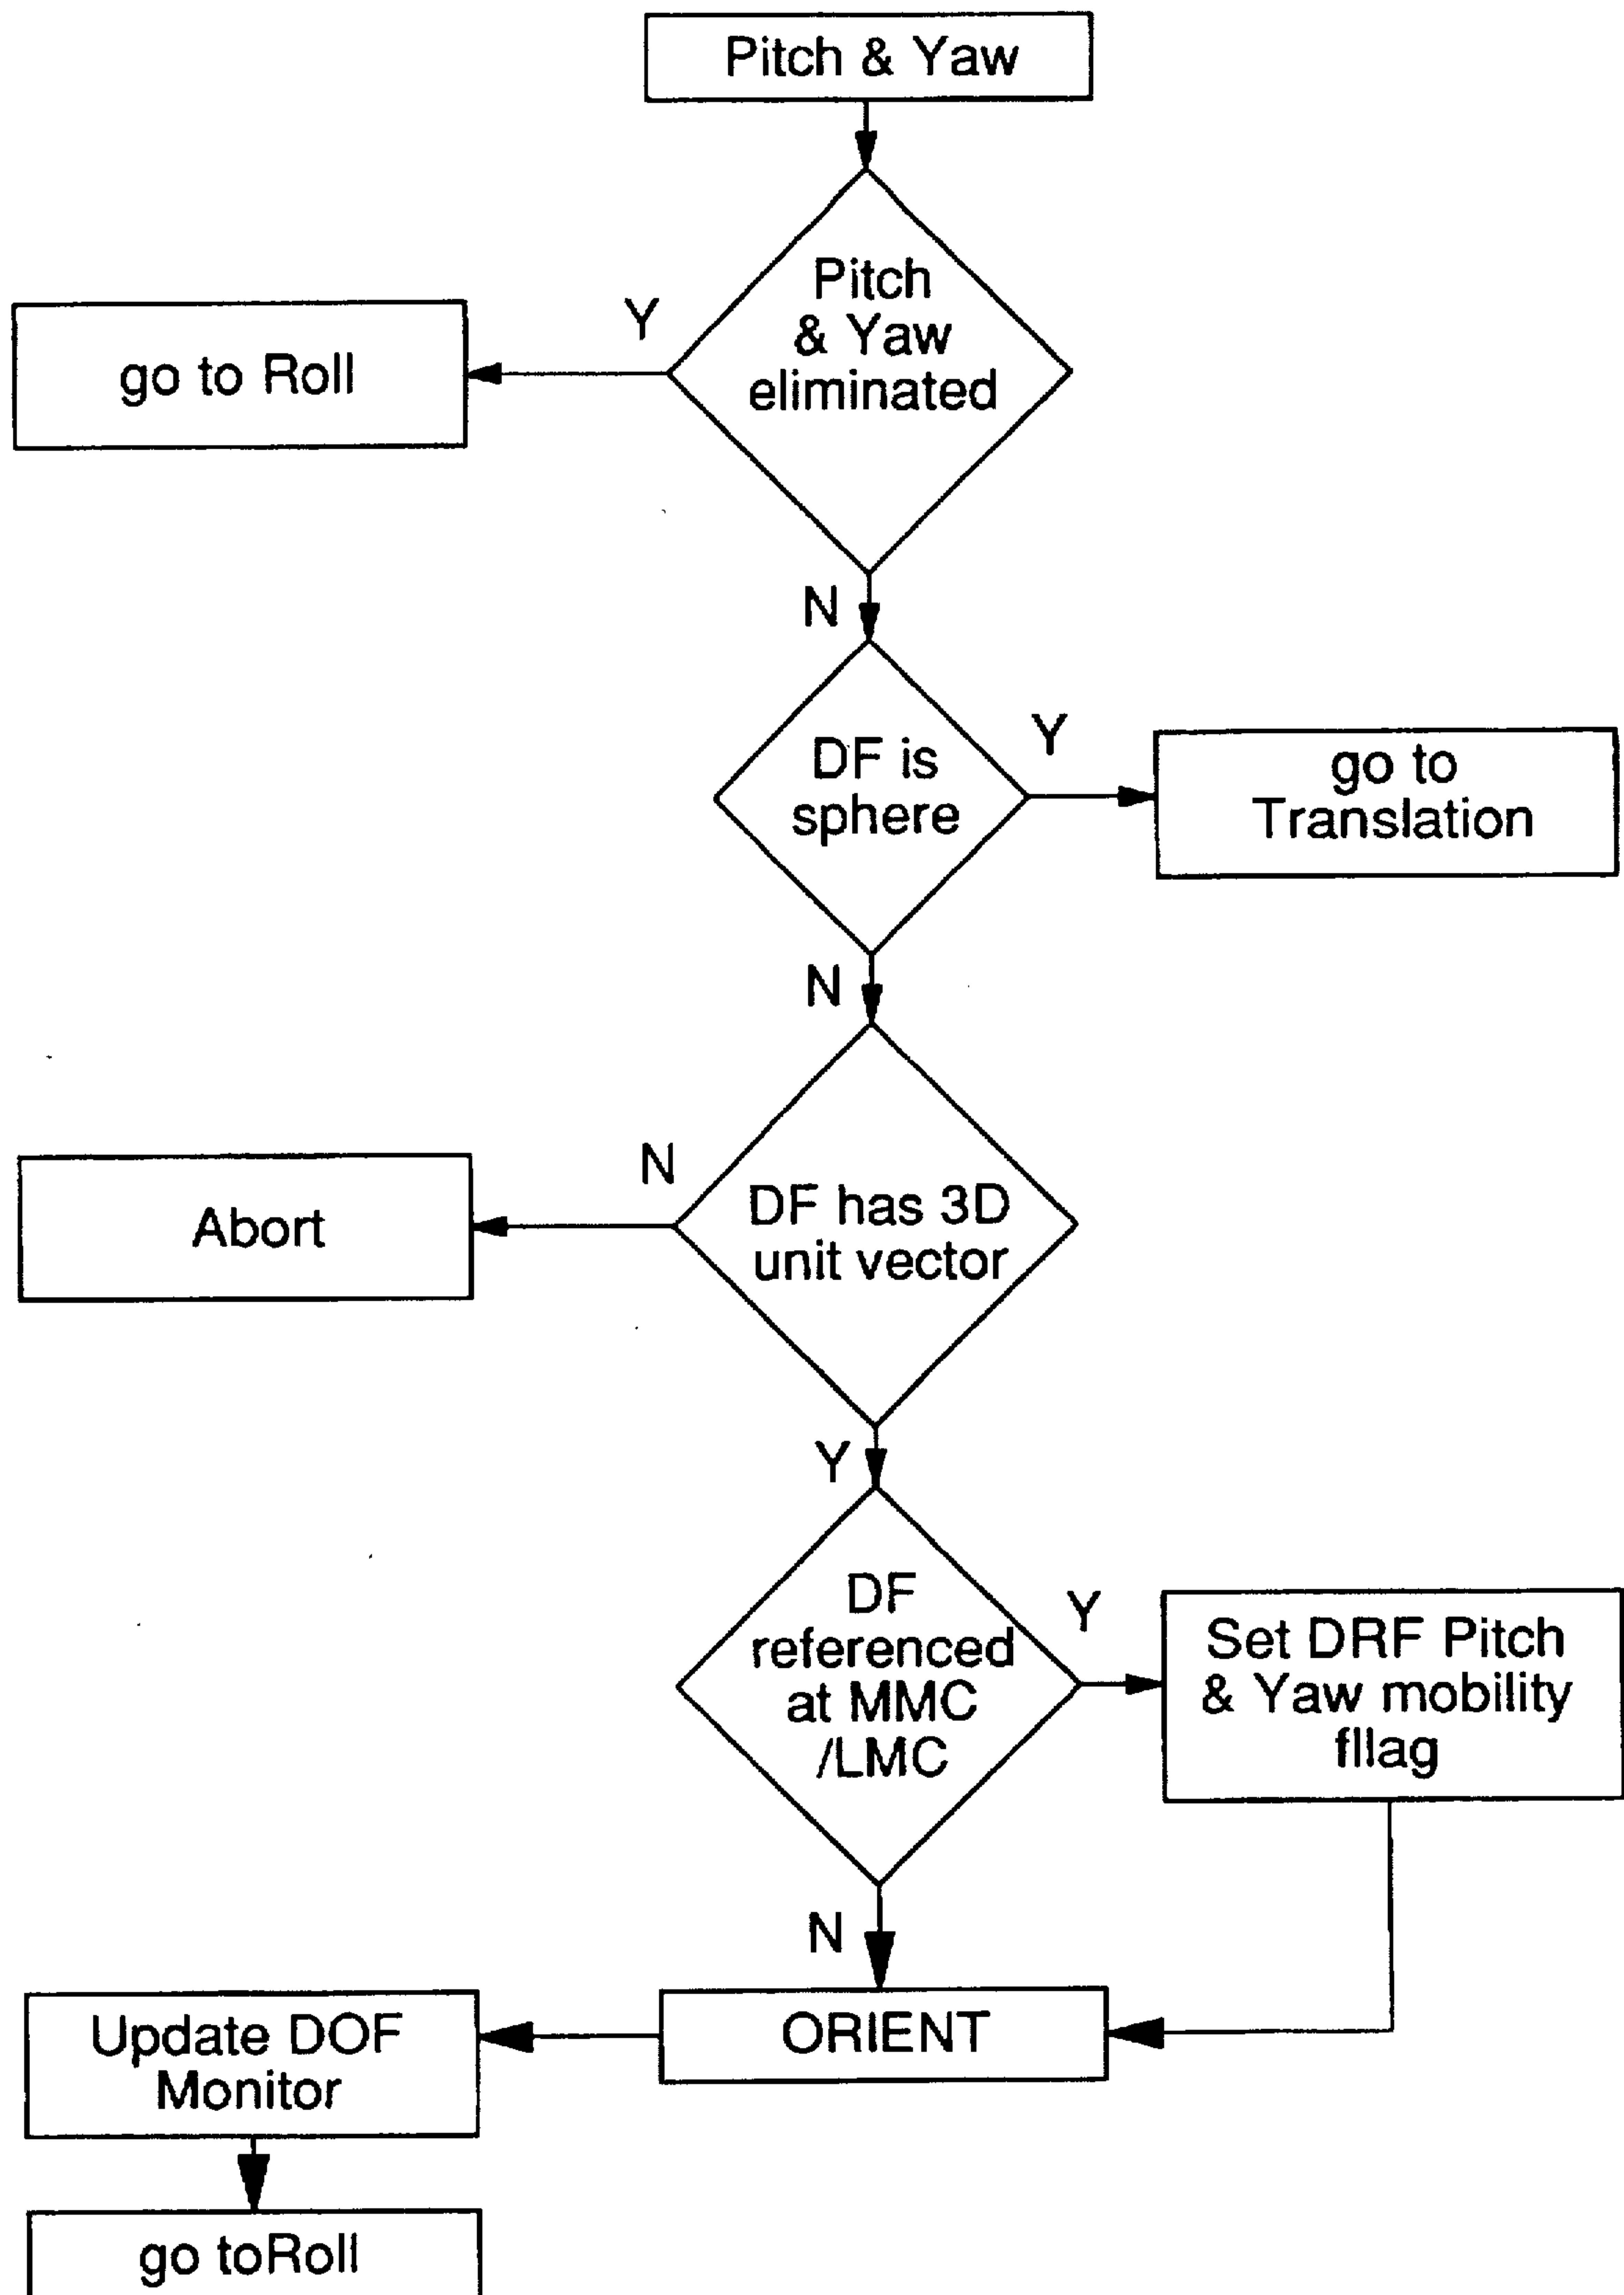 Pitch & Yaw
Pitch
& Yaw
eliminated
Y
go to Roll
N
DF is
sphere
Y
go to
Translation
N
DF has 3D
unit vector
N
Abort
Y
DF
referenced
at MMC
/LMC
Y
Set DRF Pitch
& Yaw mobility
fllag
N
ORIENT
Update DOF
Monitor
go toRoll